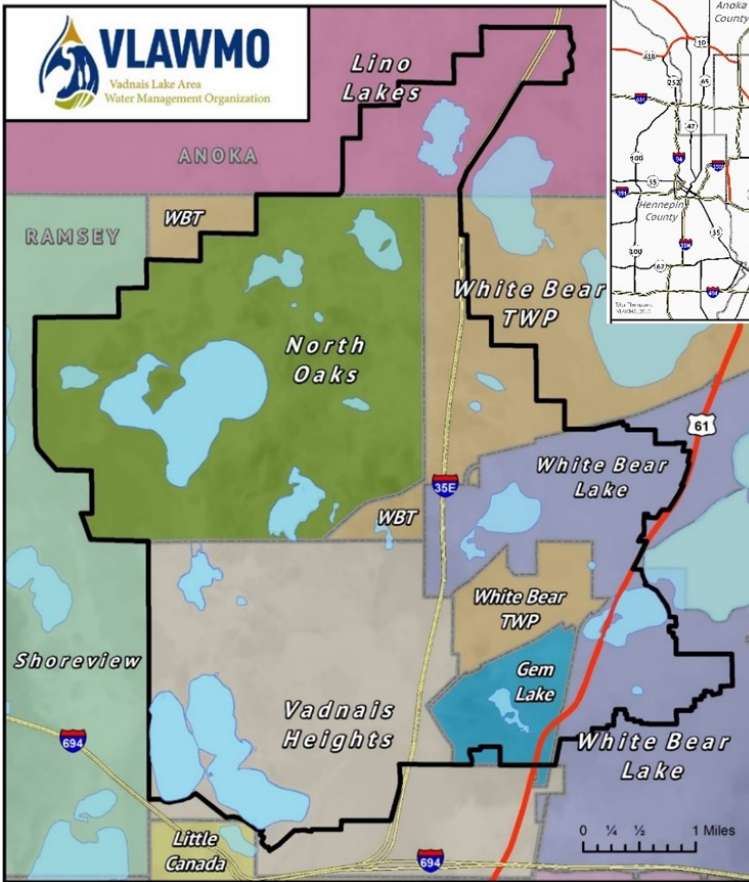 VLAWMO
Vadnais Lake Area
Water Management Organization
Anoka
County
Lino
Lakes
ANOKA
WBT
RAMSEY
Hennepin
County
White Bear
TWP
North
Oaks
61
White Bear
Lake
35E
WBT
White Bear
TWP
Shoreview
Gem
Lake
Vadnais
Heights
694
White Bear
Lake
0 ¼ ½ 1 Miles
Little
Canada
694